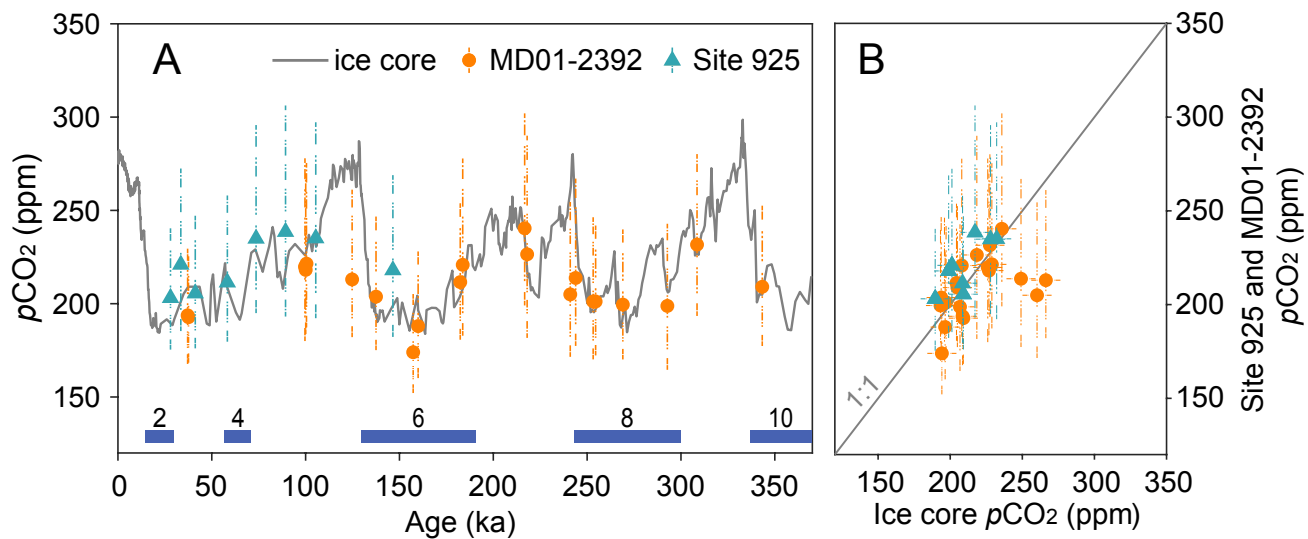 A
ice core
MD01-2392
Site 925
350
300
250
200
150
pCO2 (ppm)
2
4
6
8
10
0
50
100
150
200
250
300
350
Age (ka)
B
1:1
350
300
250
200
150
Site 925 and MD01-2392
pCO2 (ppm)
150
200
250
300
350
Ice core pCO2 (ppm)